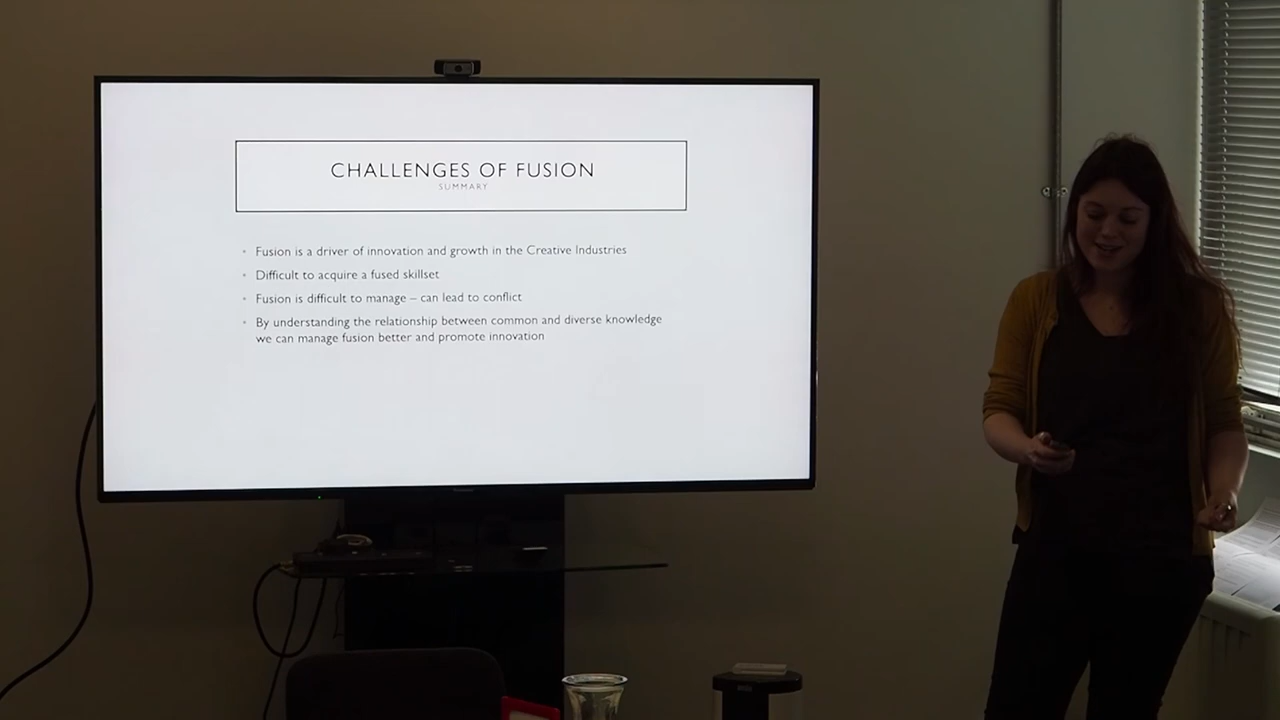 CHALLENGES OF FUSION
SUMMARY
Fusion is a driver of innovation and growth in the Creative Industries
Difficult to acquire a fused skillset
Fusion is difficult to manage – can lead to conflict
By understanding the relationship between common and diverse knowledge
we can manage fusion better and promote innovation